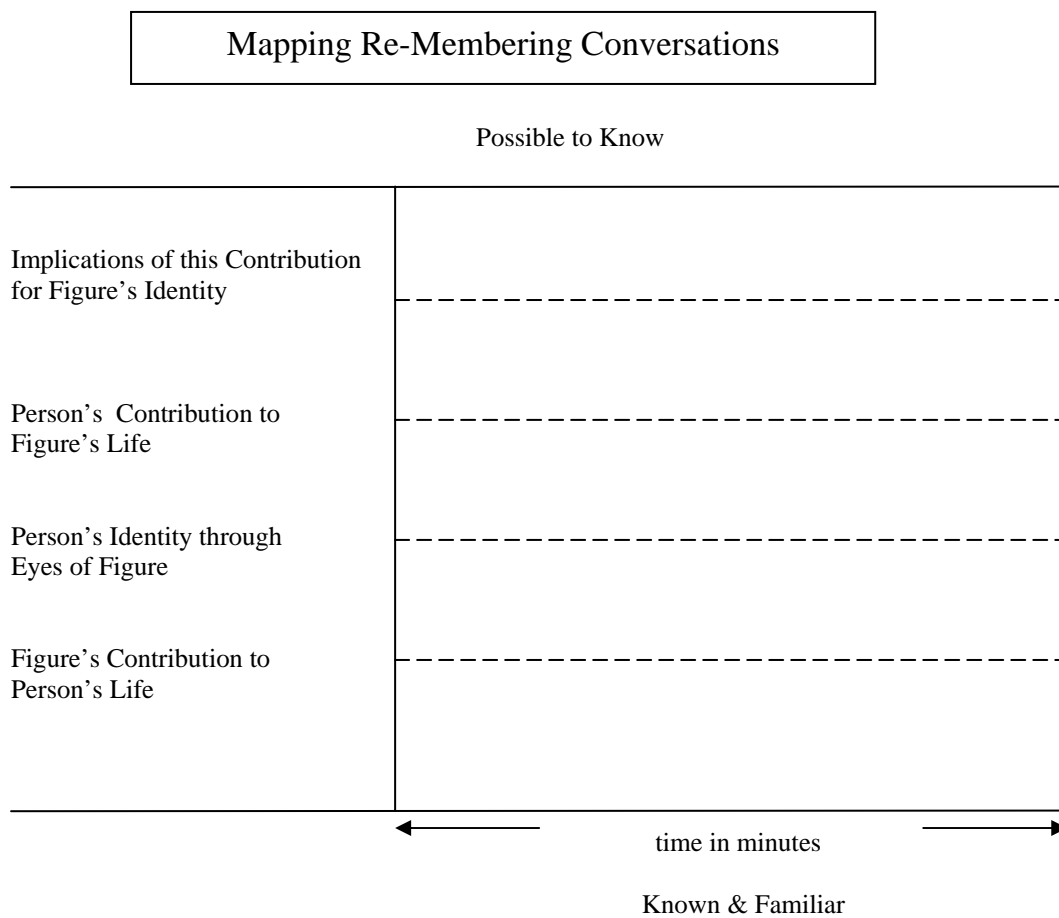 Mapping Re-Membering Conversations
Possible to Know
Implications of this Contribution
for Figure’s Identity
Person’s  Contribution to
Figure’s Life
Person’s Identity through
Eyes of Figure
Figure’s Contribution to
Person’s Life
time in minutes
Known & Familiar